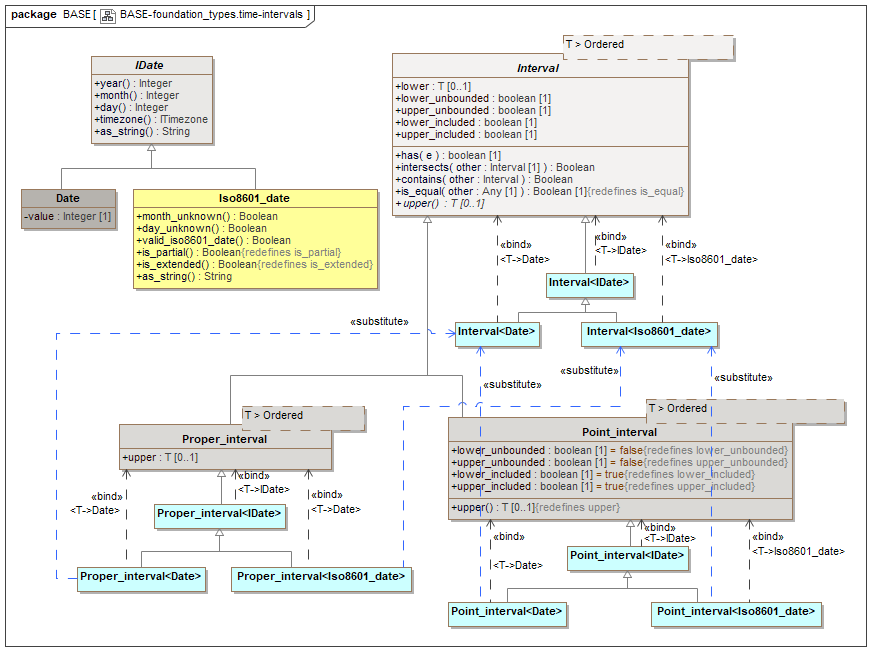 package BASE [ BASE-foundation_types.time-intervals ]
IDate
+year() : Integer
+month() : Integer
+day() : Integer
+timezone() : ITimezone
+as_string() : String
T > Ordered
Interval
+lower : T [0..1]
+lower_unbounded : boolean [1]
+upper_unbounded : boolean [1]
+lower_included : boolean [1]
+upper_included : boolean [1]
+has( e ) : boolean [1]
+intersects( other : Interval [1] ) : Boolean
+contains( other : Interval ) : Boolean
+is_equal( other : Any [1] ) : Boolean [1]{redefines is_equal}
+upper() : T [0..1]
Date
-value : Integer [1]
Iso8601_date
+month_unknown() : Boolean
+day_unknown() : Boolean
+valid_iso8601_date() : Boolean
+is_partial() : Boolean{redefines is_partial}
+is_extended() : Boolean{redefines is_extended}
+as_string() : String
«bind»
<T->Date>
«bind»
<T->IDate>
«bind»
<T->Iso8601_date>
Interval<IDate>
«substitute»
Interval<Date>
Interval<Iso8601_date>
«substitute»
«substitute»
«substitute»
T > Ordered
Proper_interval
+upper : T [0..1]
T > Ordered
Point_interval
+lower_unbounded : boolean [1] = false{redefines lower_unbounded}
+upper_unbounded : boolean [1] = false{redefines upper_unbounded}
+lower_included : boolean [1] = true{redefines lower_included}
+upper_included : boolean [1] = true{redefines upper_included}
+upper() : T [0..1]{redefines upper}
«bind»
<T->Date>
«bind»
<T->IDate>
«bind»
<T->Date>
Proper_interval<IDate>
Proper_interval<Date>
Proper_interval<Iso8601_date>
«bind»
<T->Date>
«bind»
<T->IDate>
«bind»
<T->Iso8601_date>
Point_interval<IDate>
Point_interval<Date>
Point_interval<Iso8601_date>